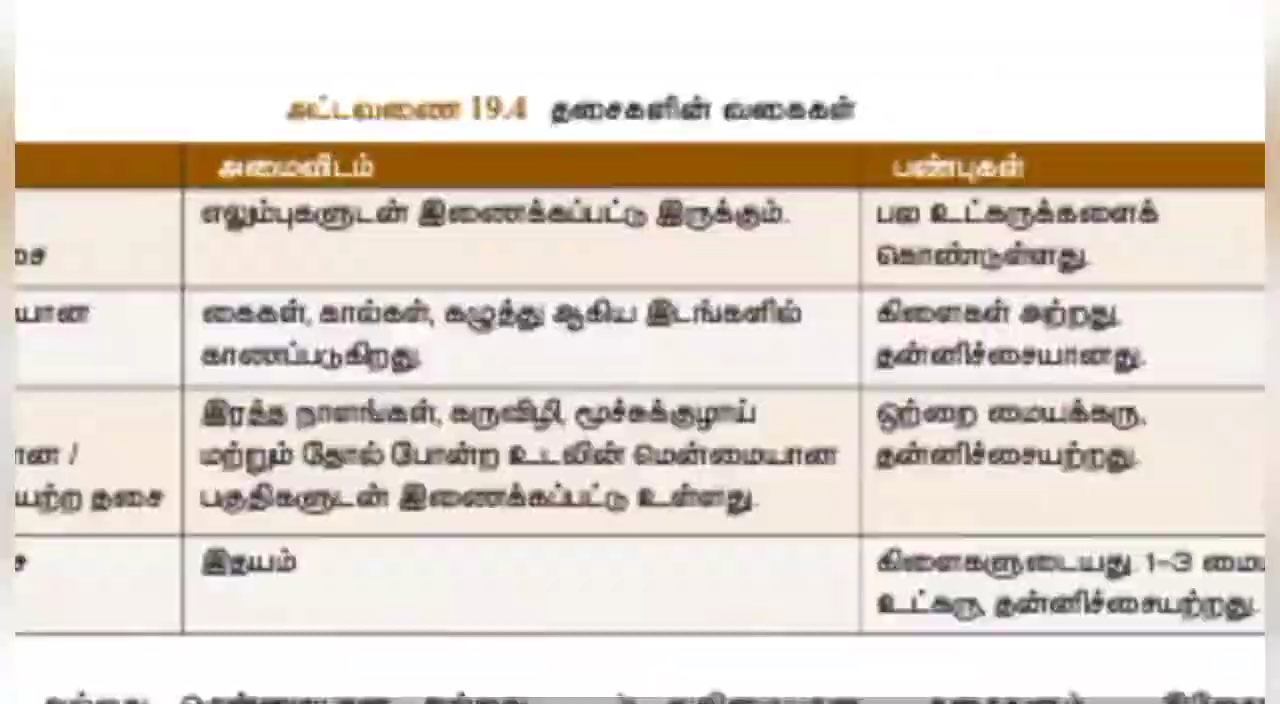 அட்டவணை 19.4 தசைகளின் வகைகள்
அமைவிடம் பண்புகள்
எலும்புகளுடன் இணைக்கப்பட்டு இருக்கும். பல உட்கருக்களைக்
சை கொண்டுள்ளது.
யான கைகள், கால்கள், கழுத்து ஆகிய இடங்களில் கிளைகள் அற்றது.
காணப்படுகிறது. தன்னிச்சையானது.
இரத்த நாளங்கள், கருவிழி, மூச்சுக்குழாய் ஒற்றை மையக்கரு,
ான / மற்றும் தோல் போன்ற உடலின் மென்மையான தன்னிச்சையற்றது.
யற்ற தசை பகுதிகளுடன் இணைக்கப்பட்டு உள்ளது.
இதயம் கிளைகளுடையது. 1–3 மைய
உட்கரு, தன்னிச்சையற்றது.